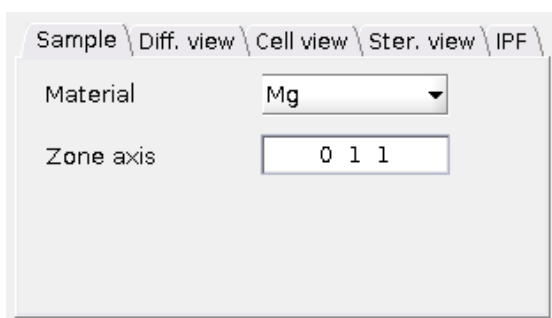 Sample Diff. view Cell view Ster. view IPF
Material Mg
Zone axis 0 1 1